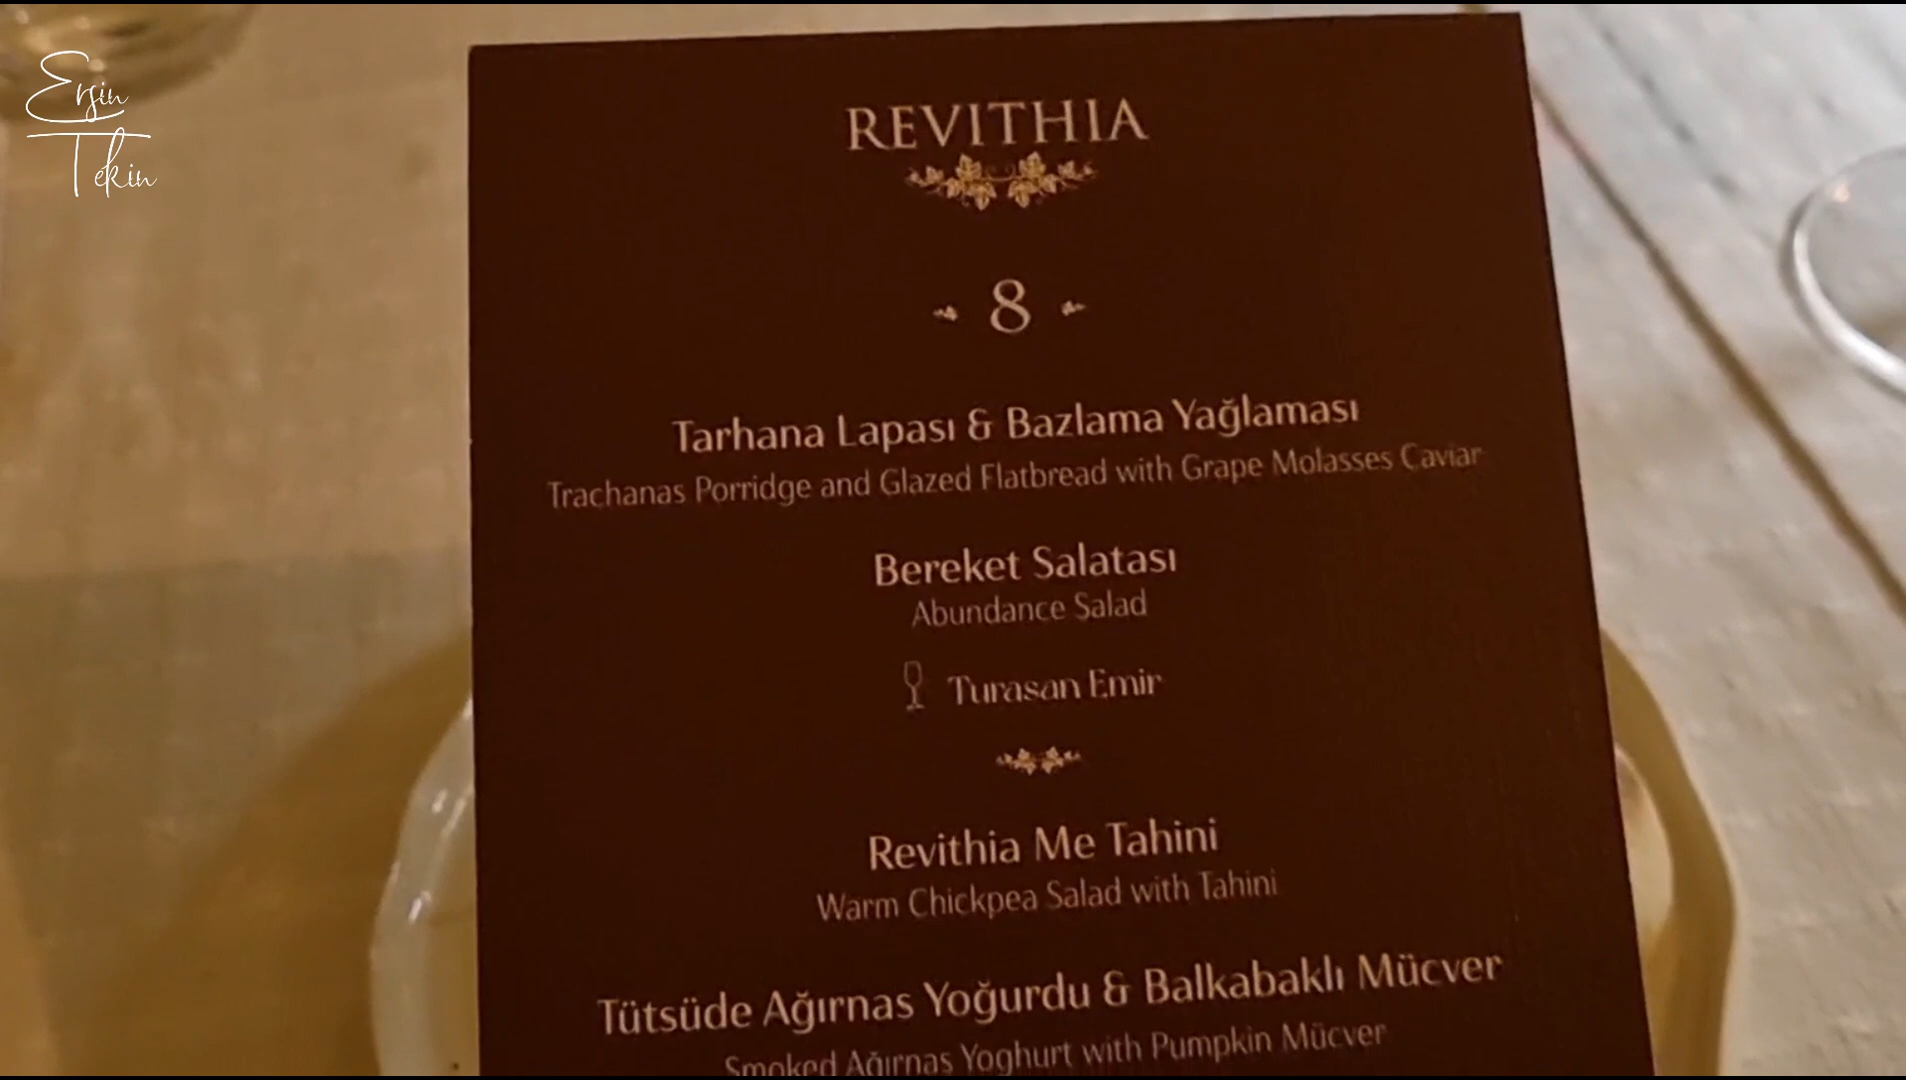 Ersin
Tekin
REVITHIA
8
Tarhana Lapası & Bazlama Yağlaması
Trachanas Porridge and Glazed Flatbread with Grape Molasses Caviar
Bereket Salatası
Abundance Salad
Turasan Emir
Revithia Me Tahini
Warm Chickpea Salad with Tahini
Tütsüde Ağırnas Yoğurdu & Balkabaklı Mücver
Smoked Ağırnas Yoghurt with Pumpkin Mücver